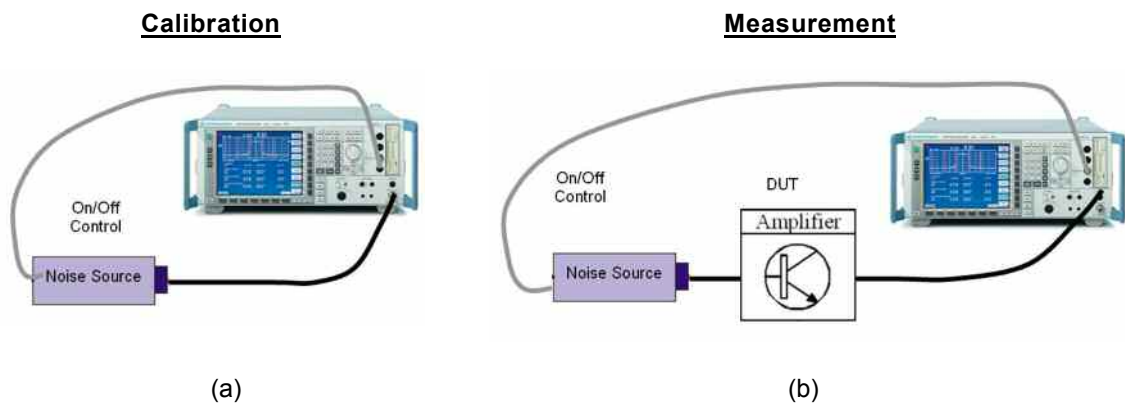 Calibration
Measurement
On/Off
Control
Noise Source
On/Off
Control
DUT
Amplifier
Noise Source
(a)
(b)